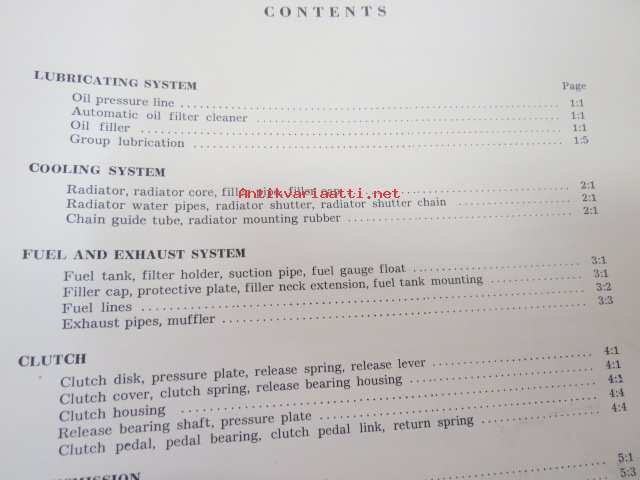 CONTENTS
Page
LUBRICATING SYSTEM
Oil pressure line ........ 1:1
Automatic oil filter cleaner ........ 1:1
Oil filler ........ 1:1
Group lubrication ........ 1:5
COOLING SYSTEM
Radiator, radiator core, filler pipe, filler cap ........ 2:1
Antikvariaatti.net
Radiator water pipes, radiator shutter, radiator shutter chain ........ 2:1
Chain guide tube, radiator mounting rubber ........ 2:1
FUEL AND EXHAUST SYSTEM
Fuel tank, filter holder, suction pipe, fuel gauge float ........ 3:1
Filler cap, protective plate, filler neck extension, fuel tank mounting ........ 3:1
Fuel lines ........ 3:2
Exhaust pipes, muffler ........ 3:3
CLUTCH
Clutch disk, pressure plate, release spring, release lever ........ 4:1
Clutch cover, clutch spring, release bearing housing ........ 4:1
Clutch housing ........ 4:1
Release bearing shaft, pressure plate ........ 4:4
Clutch pedal, pedal bearing, clutch pedal link, return spring ........ 4:4
5:1
5:3